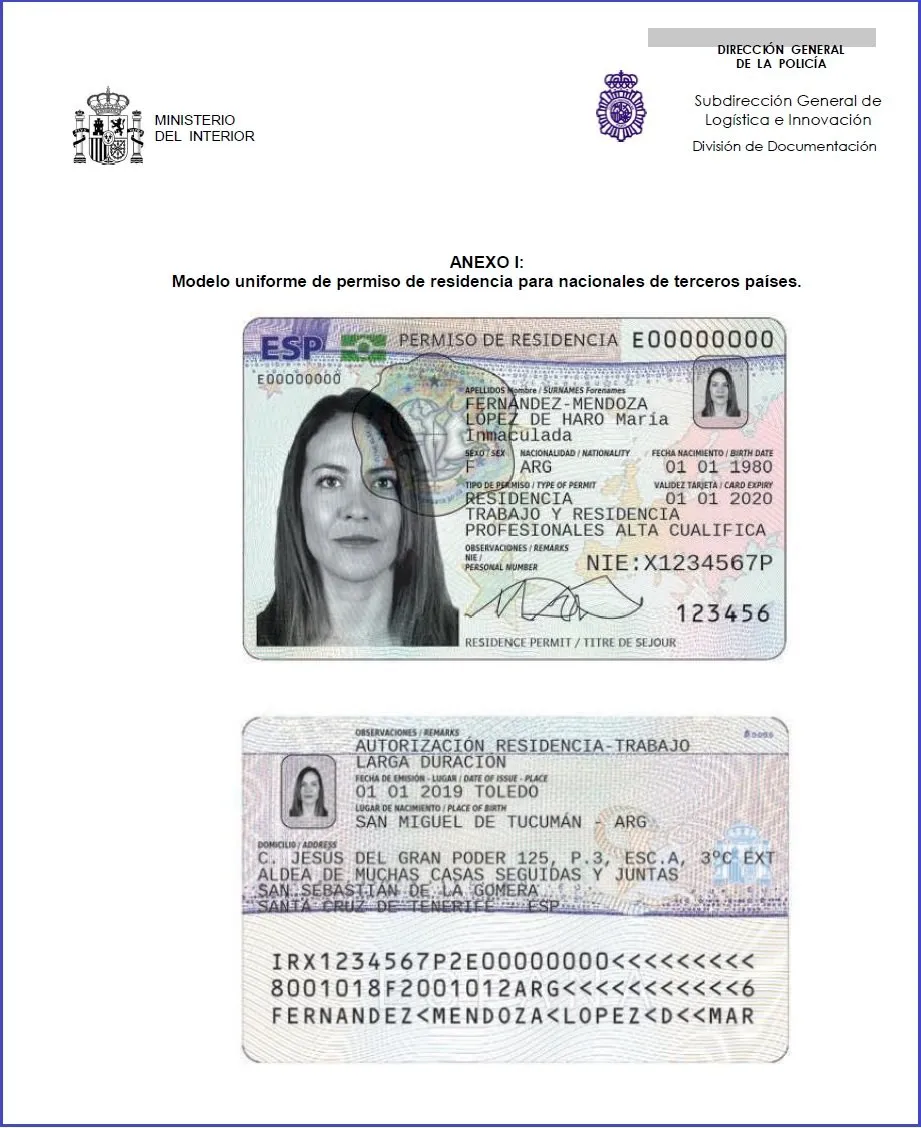 MINISTERIO
DEL INTERIOR
DIRECCIÓN GENERAL
DE LA POLICÍA
Subdirección General de
Logística e Innovación
División de Documentación
ANEXO I:
Modelo uniforme de permiso de residencia para nacionales de terceros países.
ESP PERMISO DE RESIDENCIA E00000000
E00000000
APELLIDOS Nombre / SURNAMES Forenames
FERNÁNDEZ-MENDOZA
LÓPEZ DE HARO María
Inmaculada
SEXO / SEX NACIONALIDAD / NATIONALITY FECHA NACIMIENTO / BIRTH DATE
F ARG 01 01 1980
TIPO DE PERMISO / TYPE OF PERMIT VALIDEZ TARJETA / CARD EXPIRY
RESIDENCIA 01 01 2020
TRABAJO Y RESIDENCIA
PROFESIONALES ALTA CUALIFICA
OBSERVACIONES / REMARKS
NIE /
PERSONAL NUMBER NIE:X1234567P
123456
RESIDENCE PERMIT / TITRE DE SEJOUR
OBSERVACIONES / REMARKS
AUTORIZACIÓN RESIDENCIA-TRABAJO
LARGA DURACIÓN
FECHA DE EMISIÓN - LUGAR / DATE OF ISSUE - PLACE
01 01 2019 TOLEDO
LUGAR DE NACIMIENTO / PLACE OF BIRTH
SAN MIGUEL DE TUCUMÁN - ARG
DOMICILIO / ADDRESS
C. JESÚS DEL GRAN PODER 125, P.3, ESC.A, 3ºC EXT
ALDEA DE MUCHAS CASAS SEGUIDAS Y JUNTAS
SAN SEBASTIÁN DE LA GOMERA
SANTA CRUZ DE TENERIFE ESP
IRX1234567P2E00000000<<<<<<<<<
8001018F2001012ARG<<<<<<<<<<<6
FERNANDEZ<MENDOZA<LOPEZ<D<<MAR